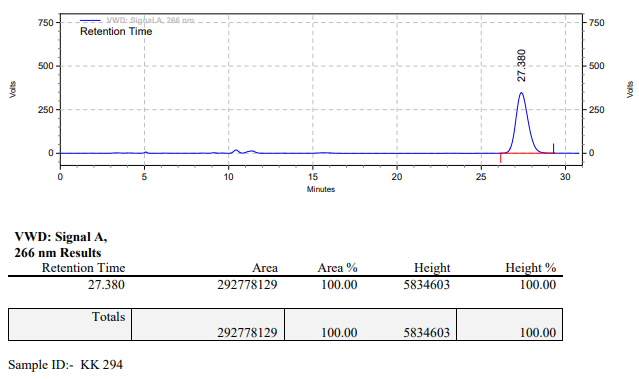 VWD: Signal A, 266 nm
Retention Time
750
500
250
0
Volts
27.380
750
500
250
0
Volts
0 5 10 15 20 25 30
Minutes
VWD: Signal A,
266 nm Results
Retention Time Area Area % Height Height %
27.380 292778129 100.00 5834603 100.00
Totals
292778129 100.00 5834603 100.00
Sample ID:- KK 294